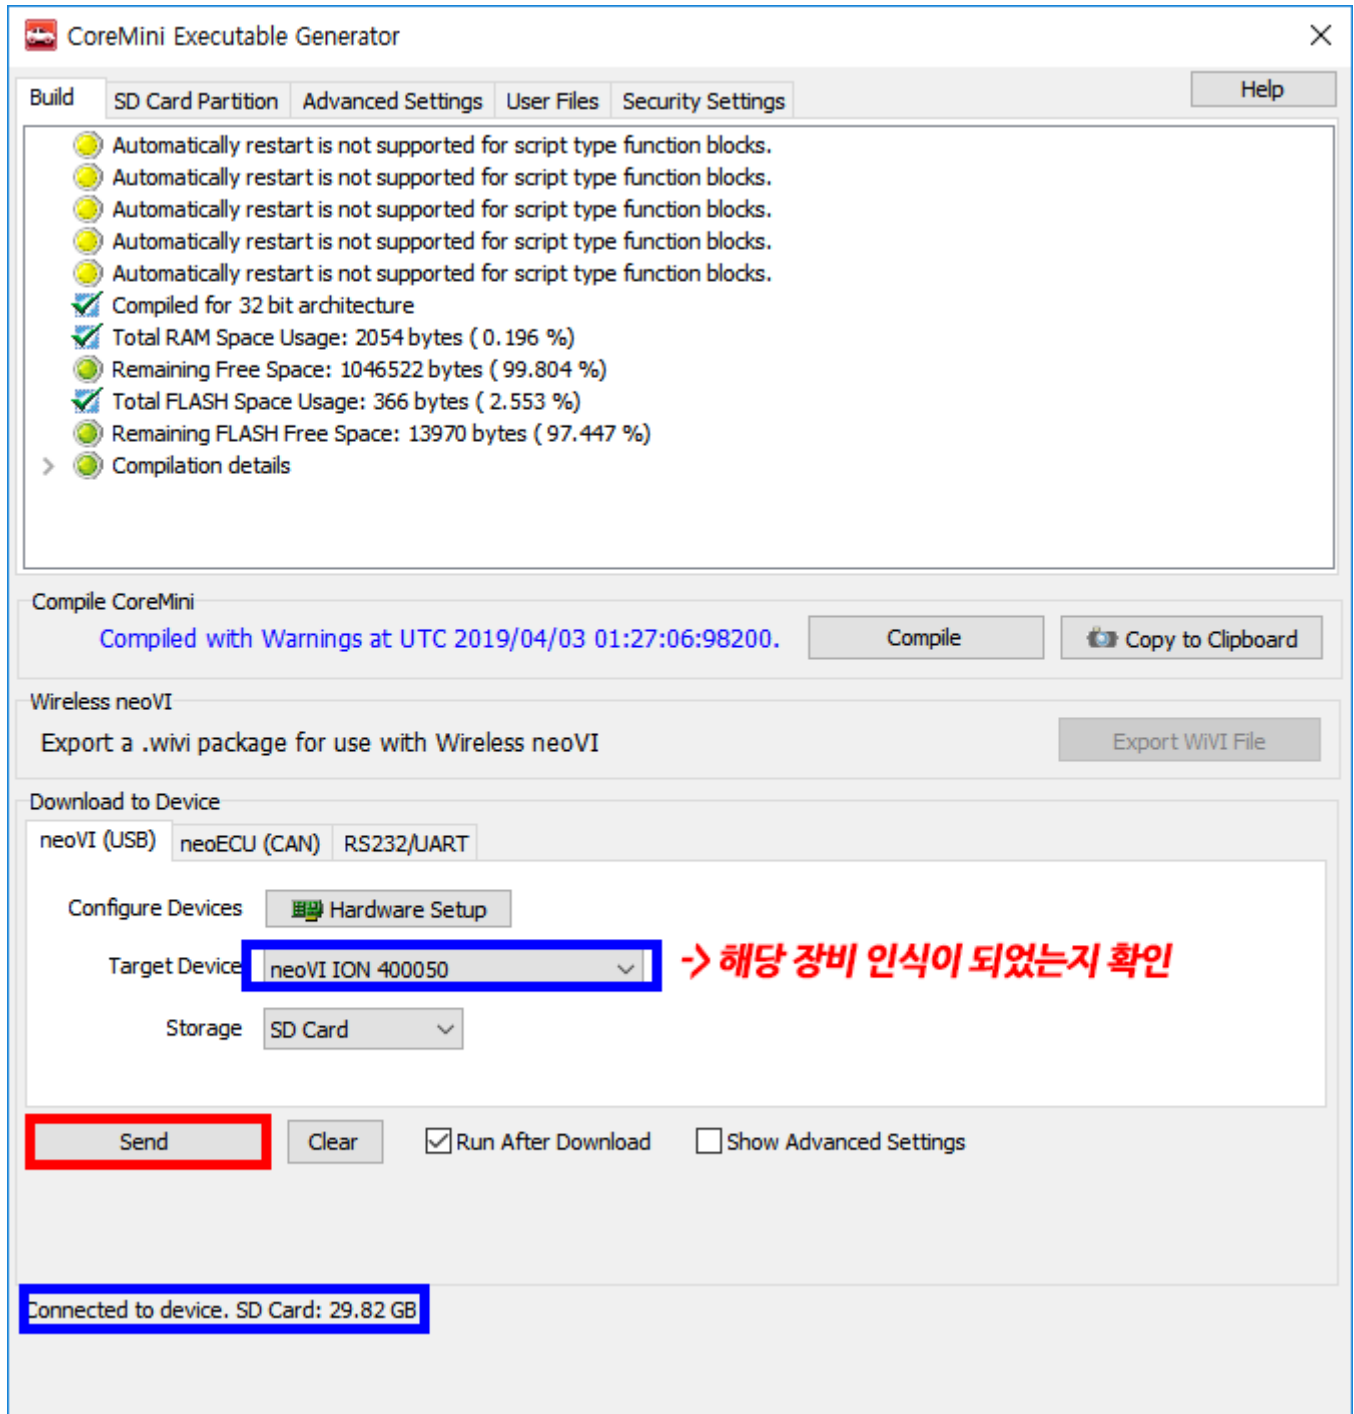 CoreMini Executable Generator
Build SD Card Partition Advanced Settings User Files Security Settings Help
Automatically restart is not supported for script type function blocks.
Automatically restart is not supported for script type function blocks.
Automatically restart is not supported for script type function blocks.
Automatically restart is not supported for script type function blocks.
Automatically restart is not supported for script type function blocks.
Compiled for 32 bit architecture
Total RAM Space Usage: 2054 bytes ( 0.196 %)
Remaining Free Space: 1046522 bytes ( 99.804 %)
Total FLASH Space Usage: 366 bytes ( 2.553 %)
Remaining FLASH Free Space: 13970 bytes ( 97.447 %)
Compilation details
Compile CoreMini
Compiled with Warnings at UTC 2019/04/03 01:27:06:98200. Compile Copy to Clipboard
Wireless neoVI
Export a .wivi package for use with Wireless neoVI Export WiVI File
Download to Device
neoVI (USB) neoECU (CAN) RS232/UART
Configure Devices Hardware Setup
Target Device neoVI ION 400050 -> 해당 장비 인식이 되었는지 확인
Storage SD Card
Send Clear Run After Download Show Advanced Settings
Connected to device. SD Card: 29.82 GB